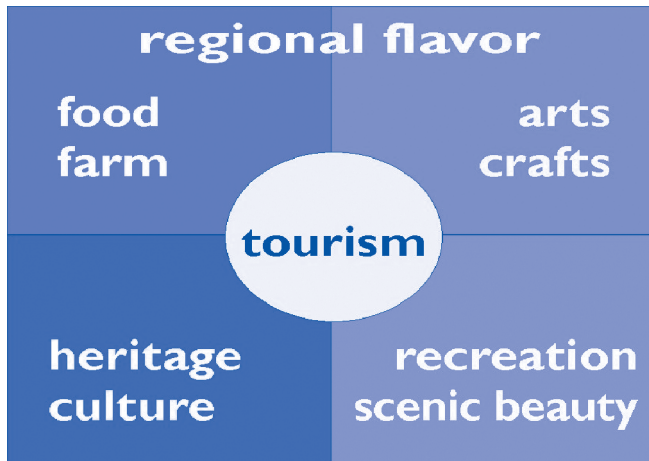 regional flavor
food
farm
arts
crafts
tourism
heritage
culture
recreation
scenic beauty